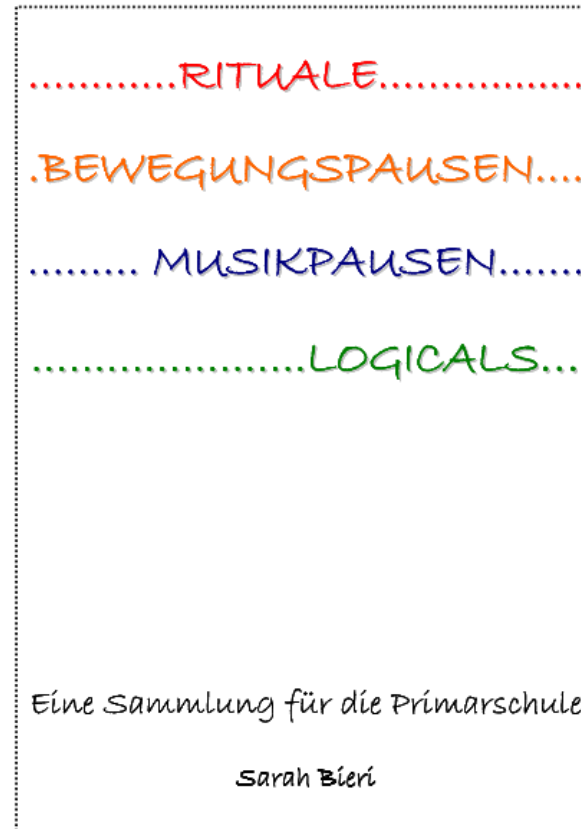 ............RITUALE.................
.BEWEGUNGSPAUSEN....
......... MUSIKPAUSEN.......
......................LOGICALS...
Eine Sammlung für die Primarschule
Sarah Bieri